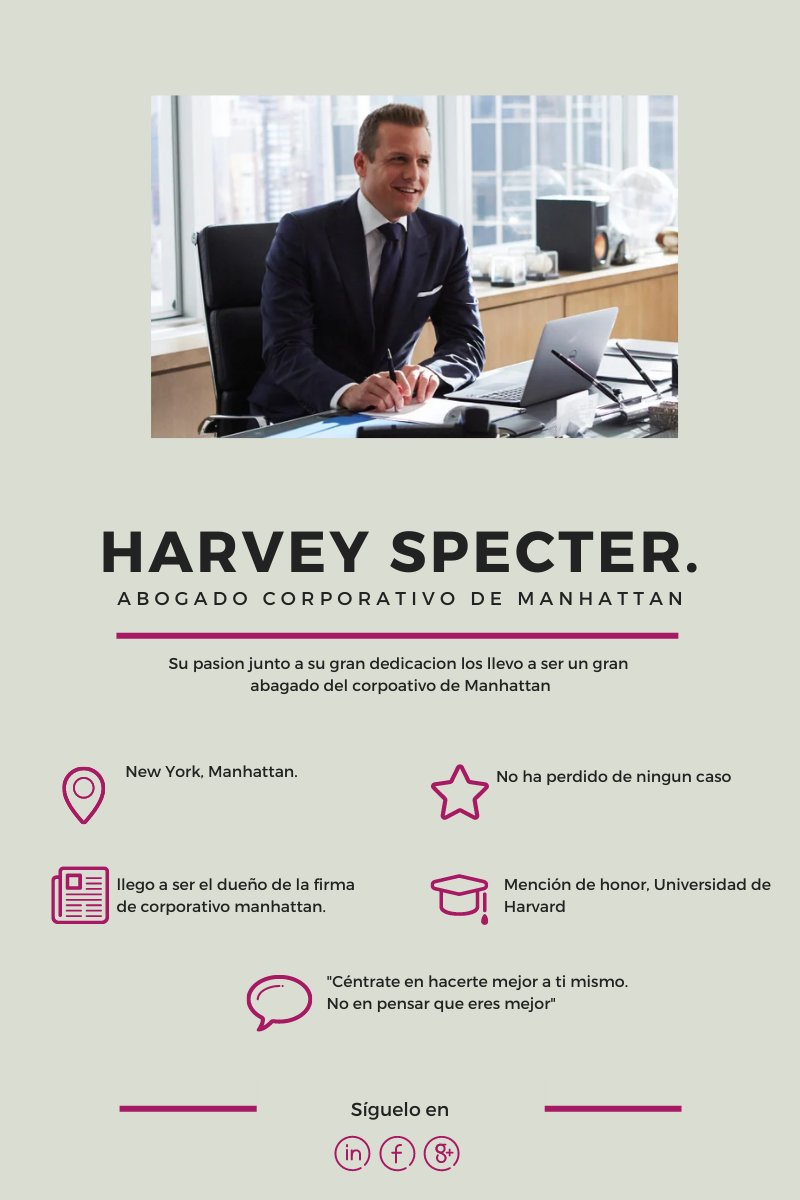 HARVEY SPECTER.
ABOGADO CORPORATIVO DE MANHATTAN
Su pasion junto a su gran dedicacion los llevo a ser un gran
abagado del corpoativo de Manhattan
New York, Manhattan.
No ha perdido de ningun caso
llego a ser el dueño de la firma
de corporativo manhattan.
Mención de honor, Universidad de
Harvard
"Céntrate en hacerte mejor a ti mismo.
No en pensar que eres mejor"
Síguelo en
in f g+